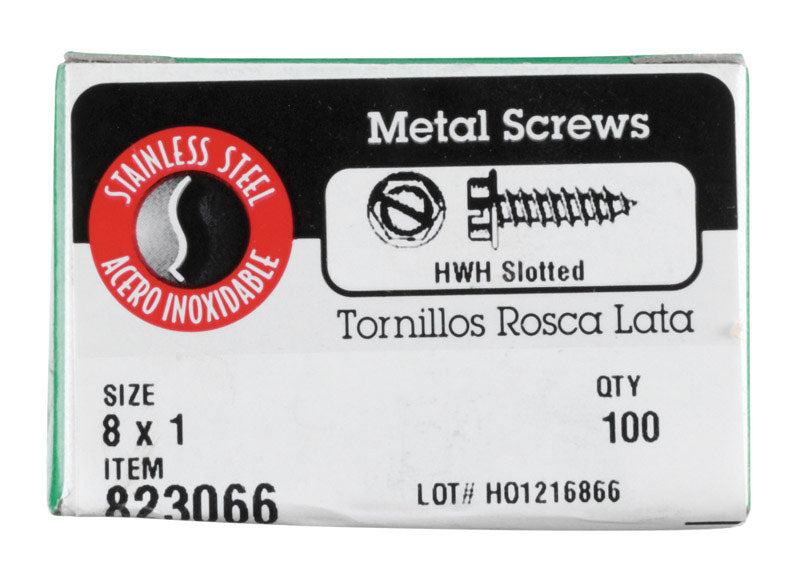 Metal Screws
STAINLESS STEEL
ACERO INOXIDABLE
HWH Slotted
Tornillos Rosca Lata
SIZE
8 x 1
QTY
100
ITEM
823066
LOT# HO1216866